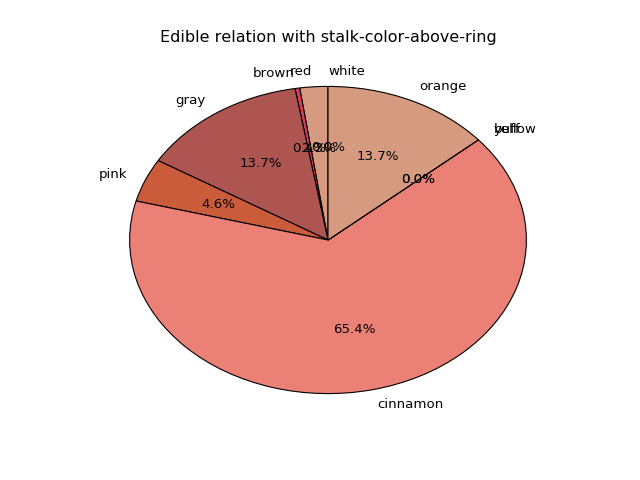 Edible relation with stalk-color-above-ring
white
red
brown
orange
gray
yellow
pink
cinnamon
0.0%
13.7%
13.7%
0.0%
4.6%
65.4%